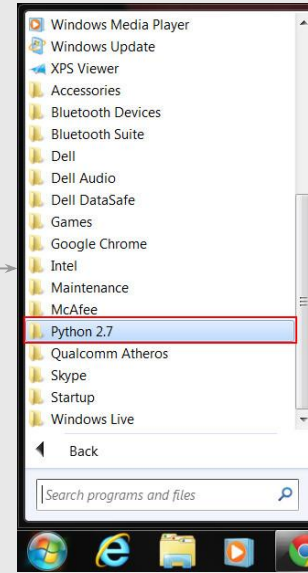 Windows Media Player
Windows Update
XPS Viewer
Accessories
Bluetooth Devices
Bluetooth Suite
Dell
Dell Audio
Dell DataSafe
Games
Google Chrome
Intel
Maintenance
McAfee
Python 2.7
Qualcomm Atheros
Skype
Startup
Windows Live
Back
Search programs and files